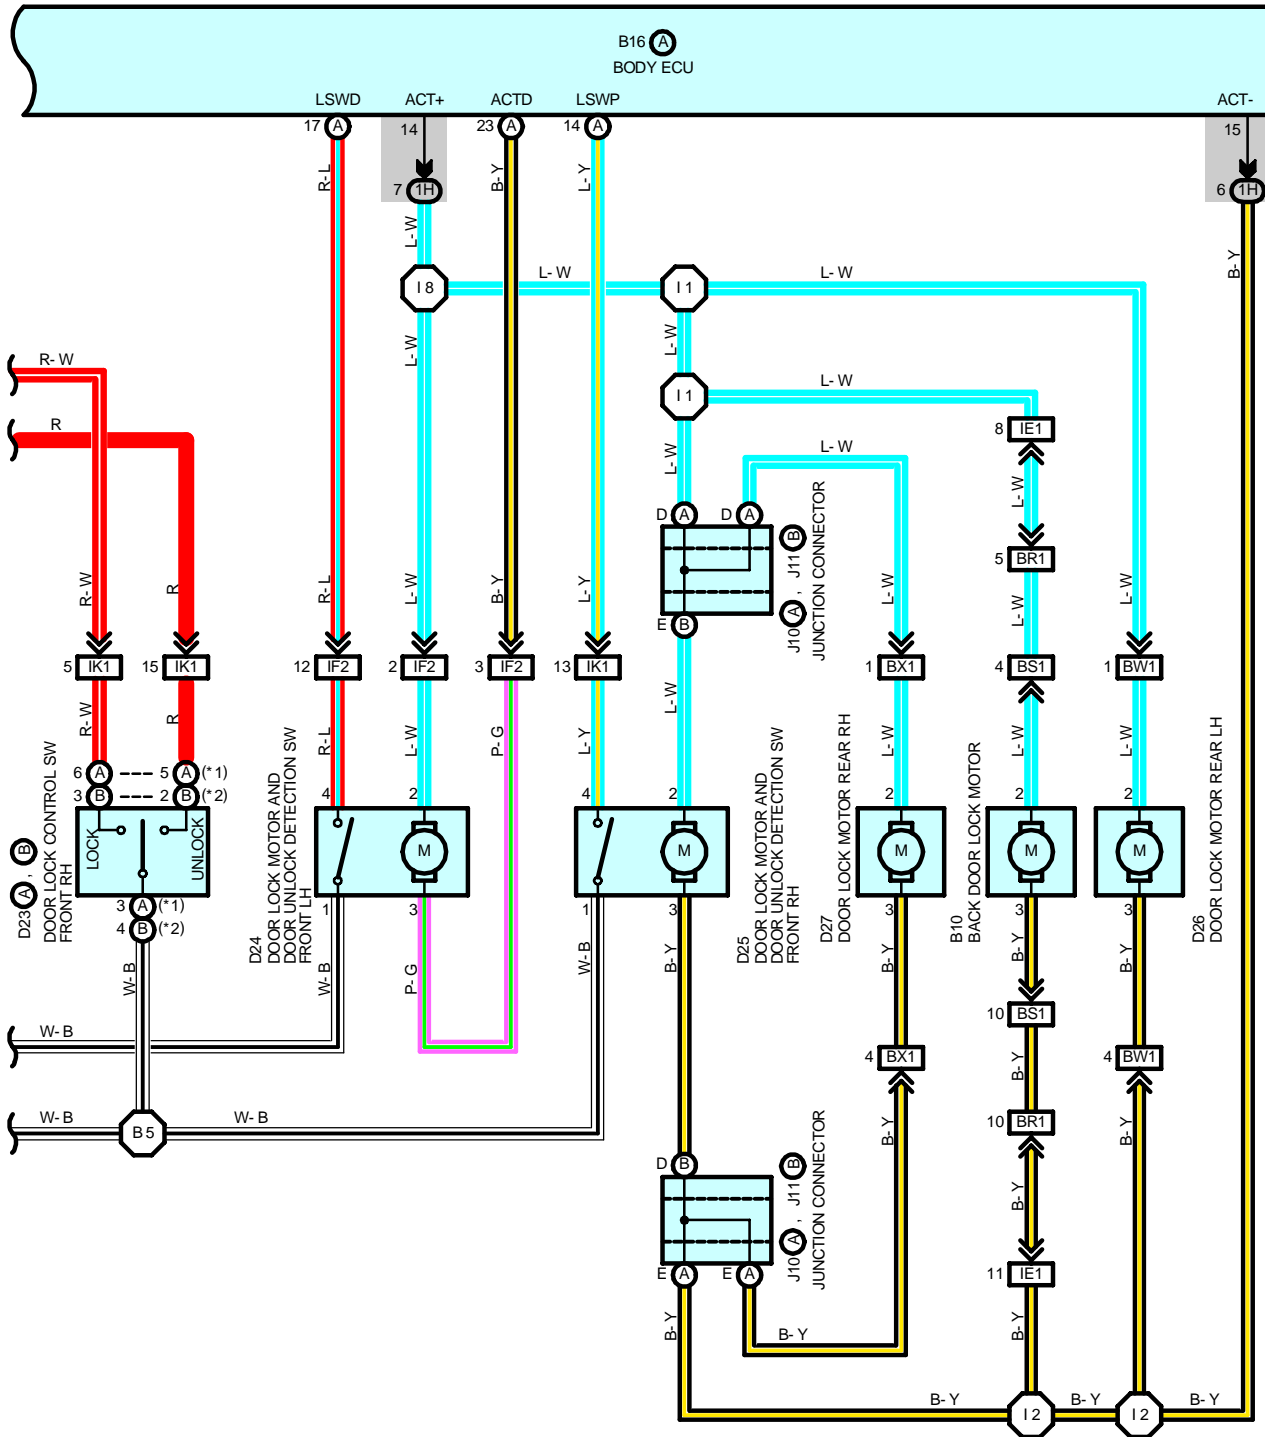 B16 A
BODY ECU
LSWD ACT+ ACTD LSWP ACT-
17 A 14 23 A 14 A 15
7 1H 6 1H
R-L L-W B-Y L-Y B-Y
I8 L-W I1 L-W
L-W L-W
R-W
I1 L-W
R
8 IE1
L-W
L-W L-W
D A D A
J10 A , J11 B
JUNCTION CONNECTOR
5 BR1
R-W R R-L L-W B-Y L-Y L-W L-W L-W
E B
5 IK1 15 IK1 12 IF2 2 IF2 3 IF2 13 IK1 1 BX1 4 BS1 1 BW1
R-W R R-L L-W P-G L-Y L-W L-W L-W L-W
6 A 5 A (*1)
3 B 2 B (*2)
4 2 4 2 2 2 2
LOCK UNLOCK
M M M M M
D23 A , B
DOOR LOCK CONTROL SW
FRONT RH
D24
DOOR LOCK MOTOR AND
DOOR UNLOCK DETECTION SW
FRONT LH
D25
DOOR LOCK MOTOR AND
DOOR UNLOCK DETECTION SW
FRONT RH
D27
DOOR LOCK MOTOR REAR RH
B10
BACK DOOR LOCK MOTOR
D26
DOOR LOCK MOTOR REAR LH
3 A (*1)
4 B (*2)
1 3 1 3 3 3 3
W-B W-B P-G W-B B-Y B-Y B-Y B-Y
10 BS1
W-B
4 BX1 B-Y 4 BW1
W-B B5 W-B
10 BR1
B-Y B-Y
D B
J10 A , J11 B
JUNCTION CONNECTOR
B-Y
E A E A
11 IE1
B-Y B-Y B-Y
B-Y I2 B-Y I2 B-Y